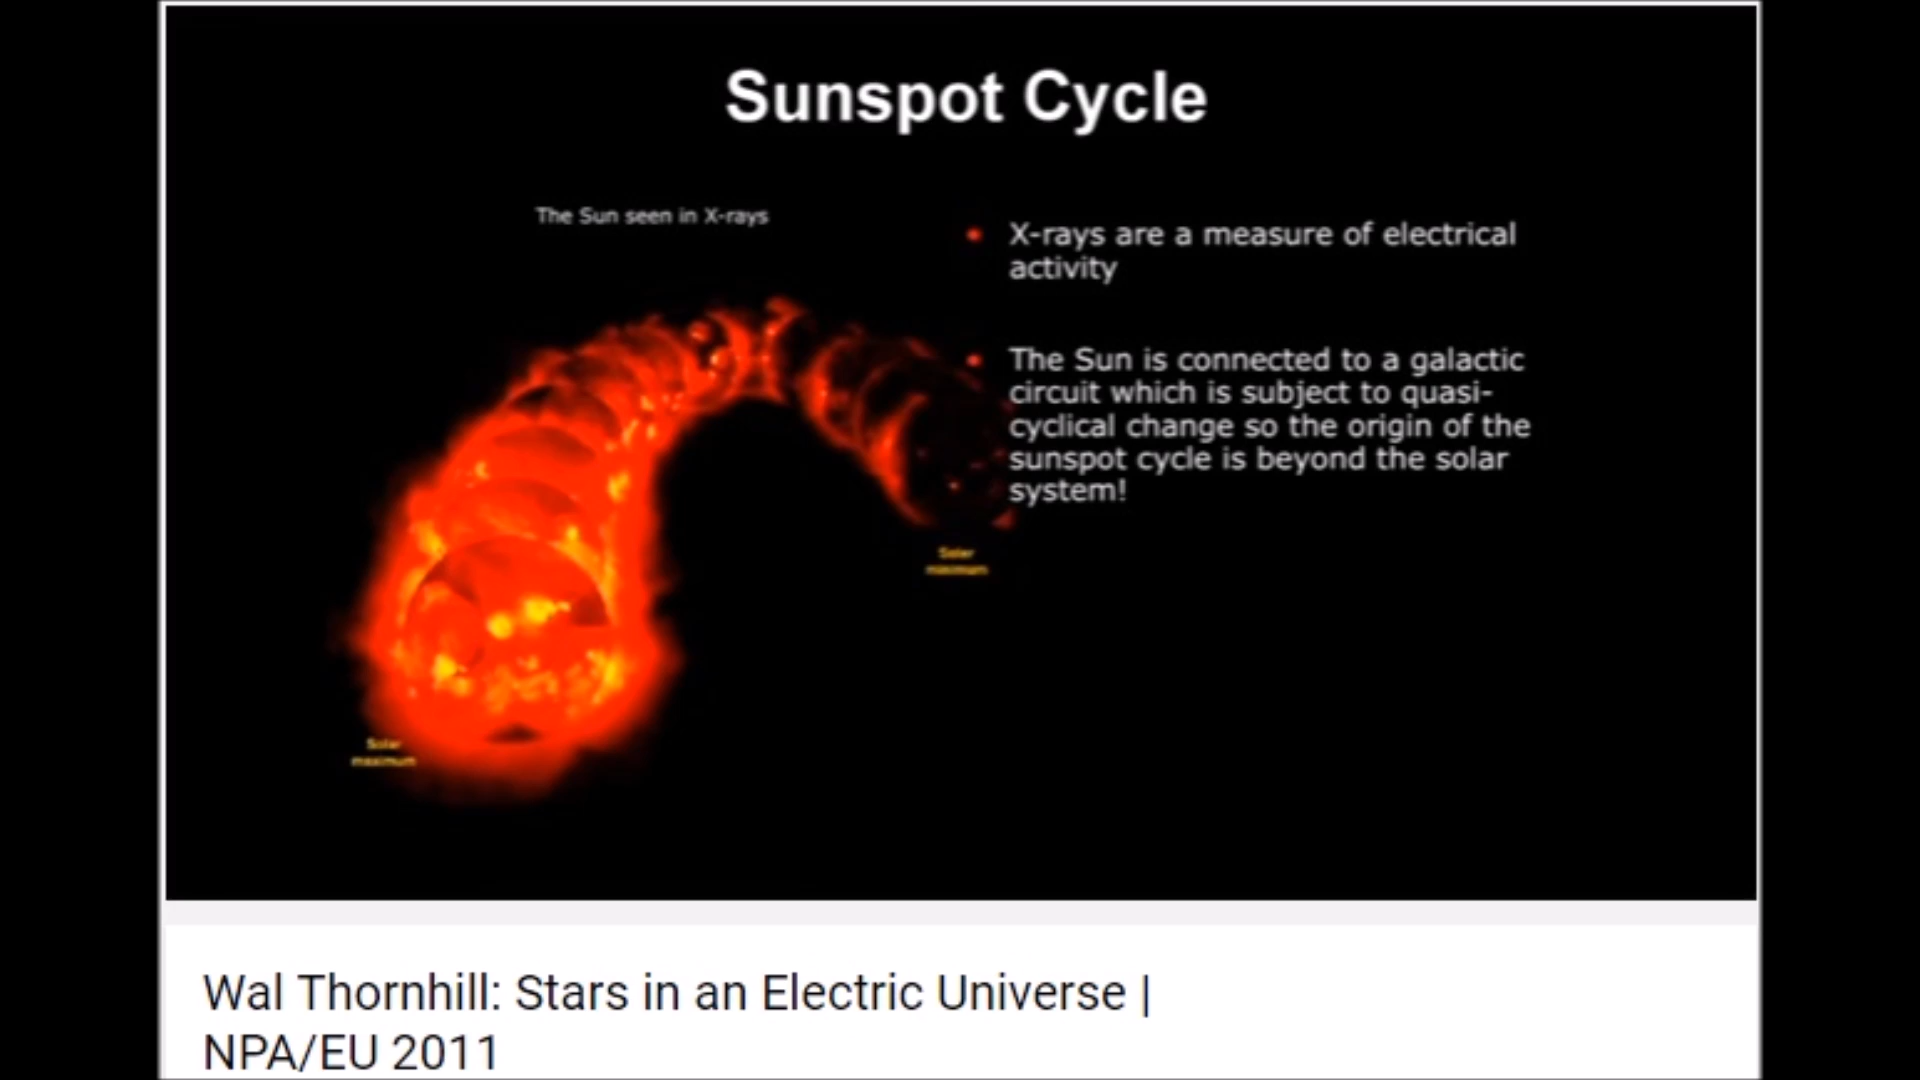 Sunspot Cycle
The Sun seen in X-rays
X-rays are a measure of electrical
activity
The Sun is connected to a galactic
circuit which is subject to quasi-
cyclical change so the origin of the
sunspot cycle is beyond the solar
system!
Solar
minimum
Solar
maximum
Wal Thornhill: Stars in an Electric Universe |
NPA/EU 2011